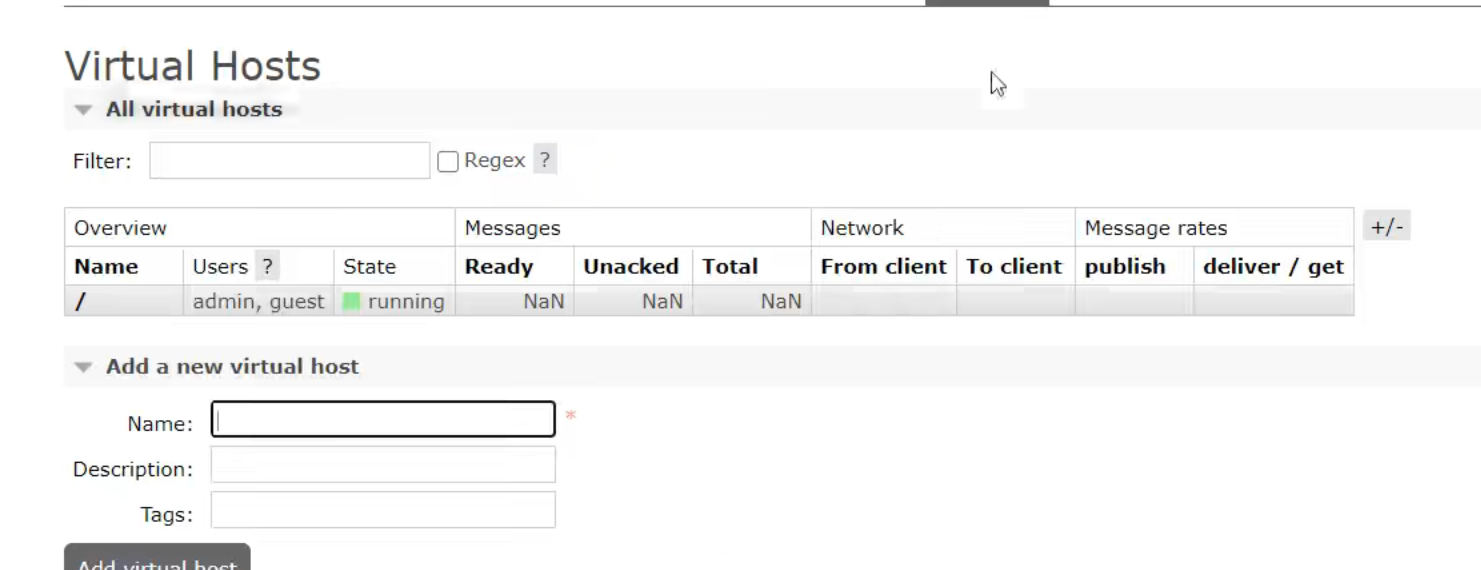 Virtual Hosts
All virtual hosts
Filter: Regex ?
Overview Messages Network Message rates +/-
Name Users ? State Ready Unacked Total From client To client publish deliver / get
/ admin, guest running NaN NaN NaN
Add a new virtual host
Name: *
Description:
Tags:
Add virtual host